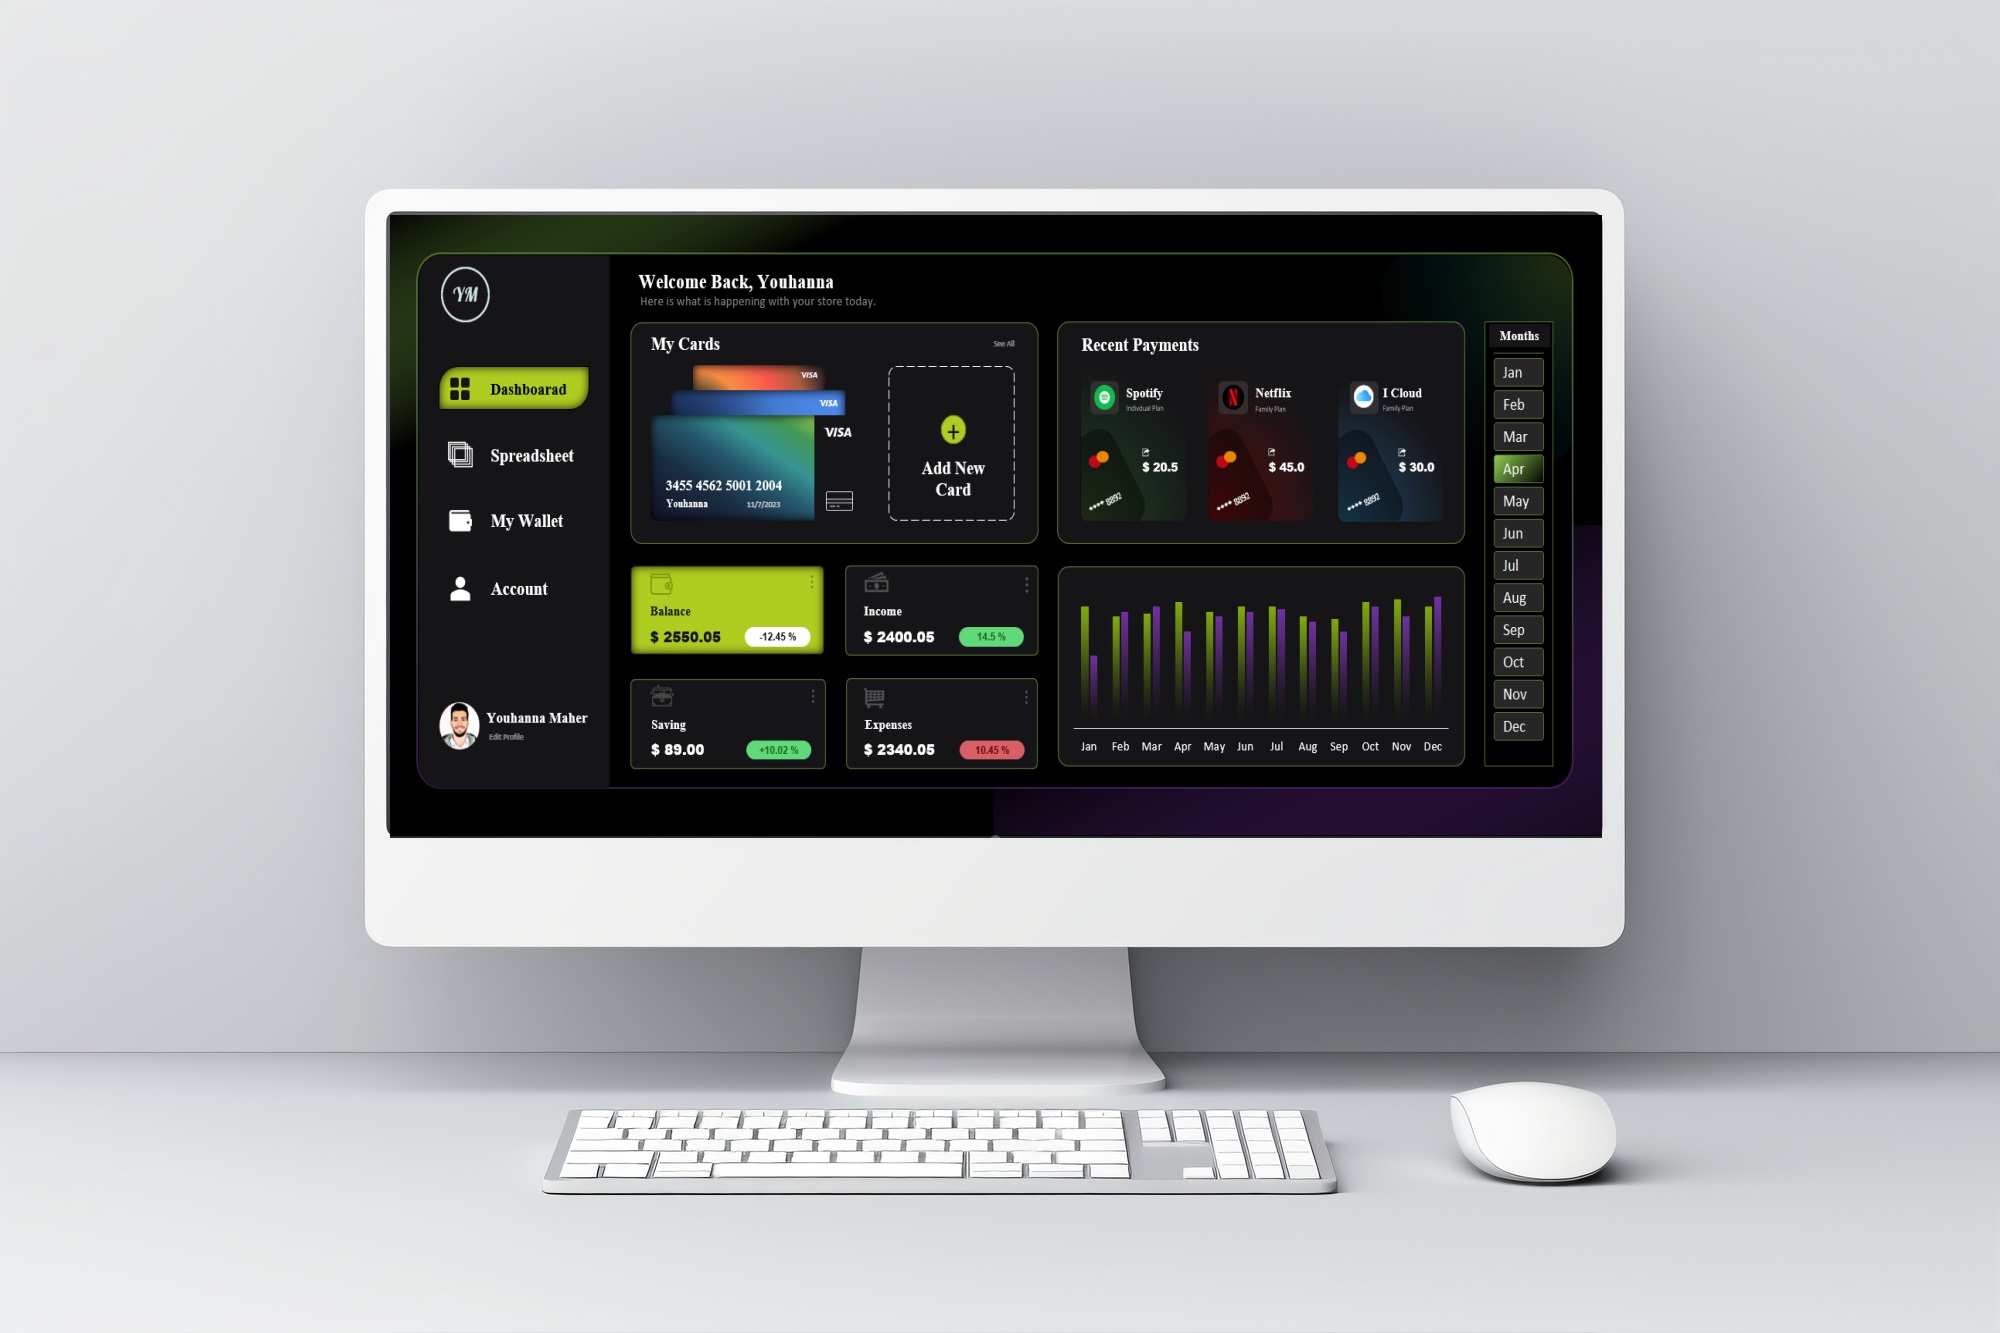 YM
Dashboarad
Spreadsheet
My Wallet
Account
Youhanna Maher
Edit Profile
Welcome Back, Youhanna
Here is what is happening with your store today.
My Cards
See All
VISA
VISA
VISA
3455 4562 5001 2004
Youhanna 11/7/2023
+
Add New
Card
Recent Payments
Spotify
Individual Plan
$ 20.5
**** 8892
Netflix
Family Plan
$ 45.0
**** 8892
I Cloud
Family Plan
$ 30.0
**** 8892
Balance
$ 2550.05 -12.45 %
Income
$ 2400.05 14.5 %
Saving
$ 89.00 +10.02 %
Expenses
$ 2340.05 10.45 %
Jan Feb Mar Apr May Jun Jul Aug Sep Oct Nov Dec
Months
Jan
Feb
Mar
Apr
May
Jun
Jul
Aug
Sep
Oct
Nov
Dec